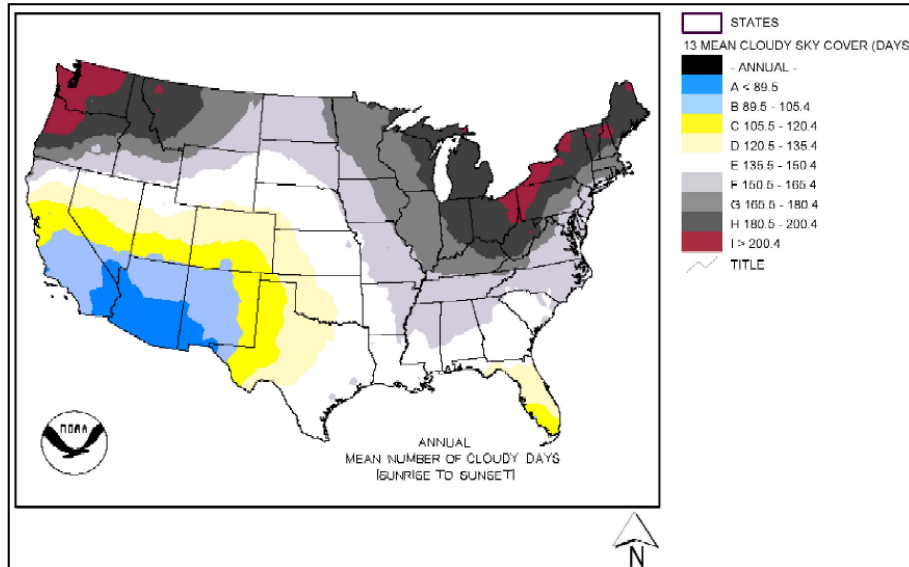 STATES
13 MEAN CLOUDY SKY COVER (DAYS
- ANNUAL -
A < 89.5
B 89.5 - 105.4
C 105.5 - 120.4
D 120.5 - 135.4
E 135.5 - 150.4
F 150.5 - 165.4
G 165.5 - 180.4
H 180.5 - 200.4
I > 200.4
TITLE
NOAA
ANNUAL
MEAN NUMBER OF CLOUDY DAYS
(SUNRISE TO SUNSET)
N